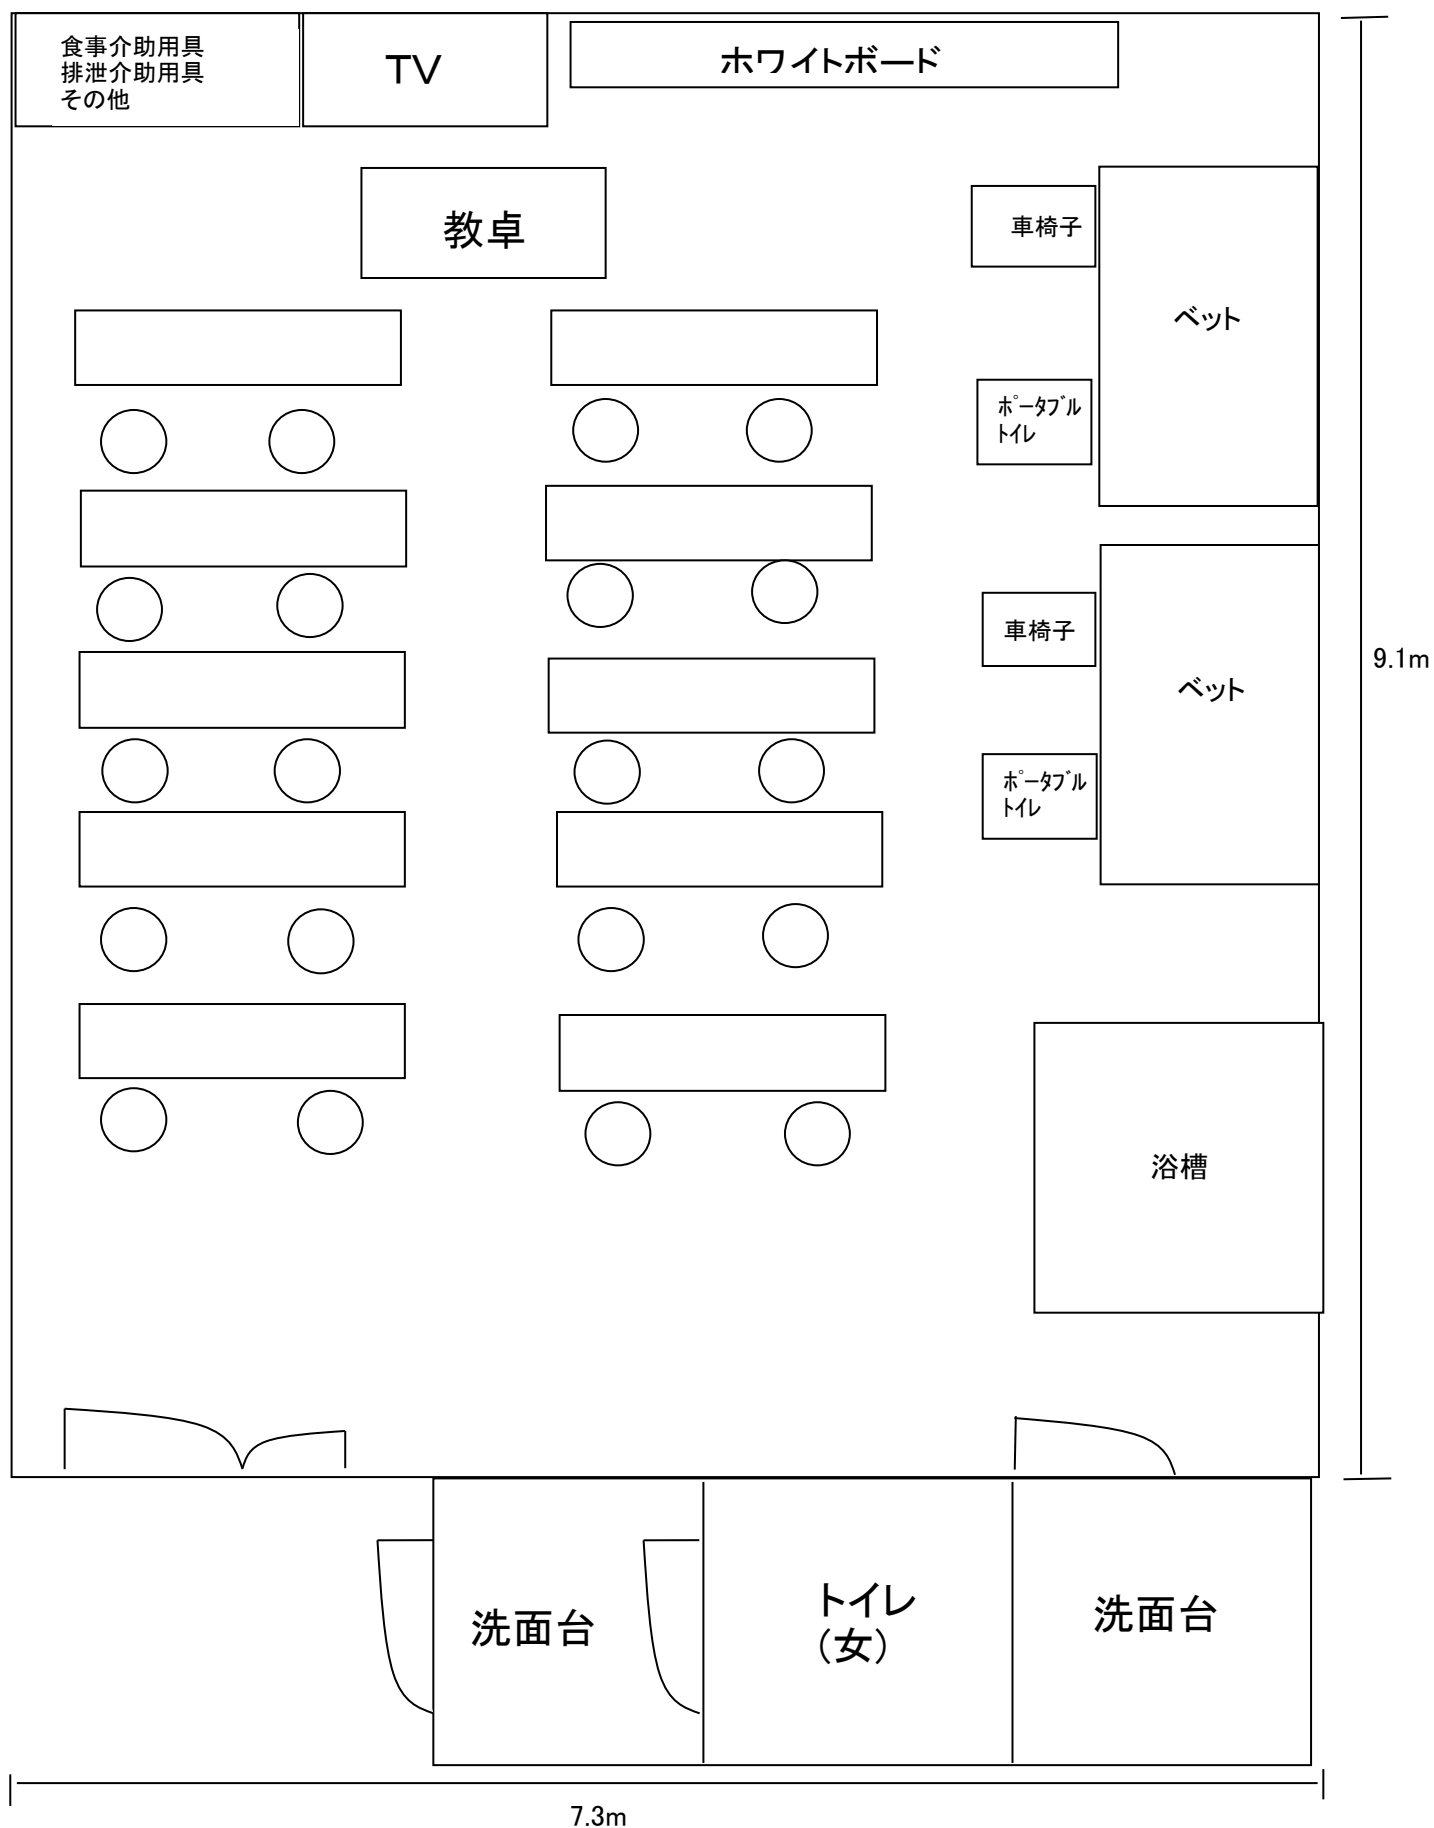 食事介助用具
排泄介助用具
その他
TV
ホワイトボード
教卓
車椅子
ベット
ﾎﾟｰﾀﾌﾞﾙ
ﾄｲﾚ
車椅子
9.1m
ベット
ﾎﾟｰﾀﾌﾞﾙ
ﾄｲﾚ
浴槽
洗面台
トイレ
（女）
洗面台
7.3m